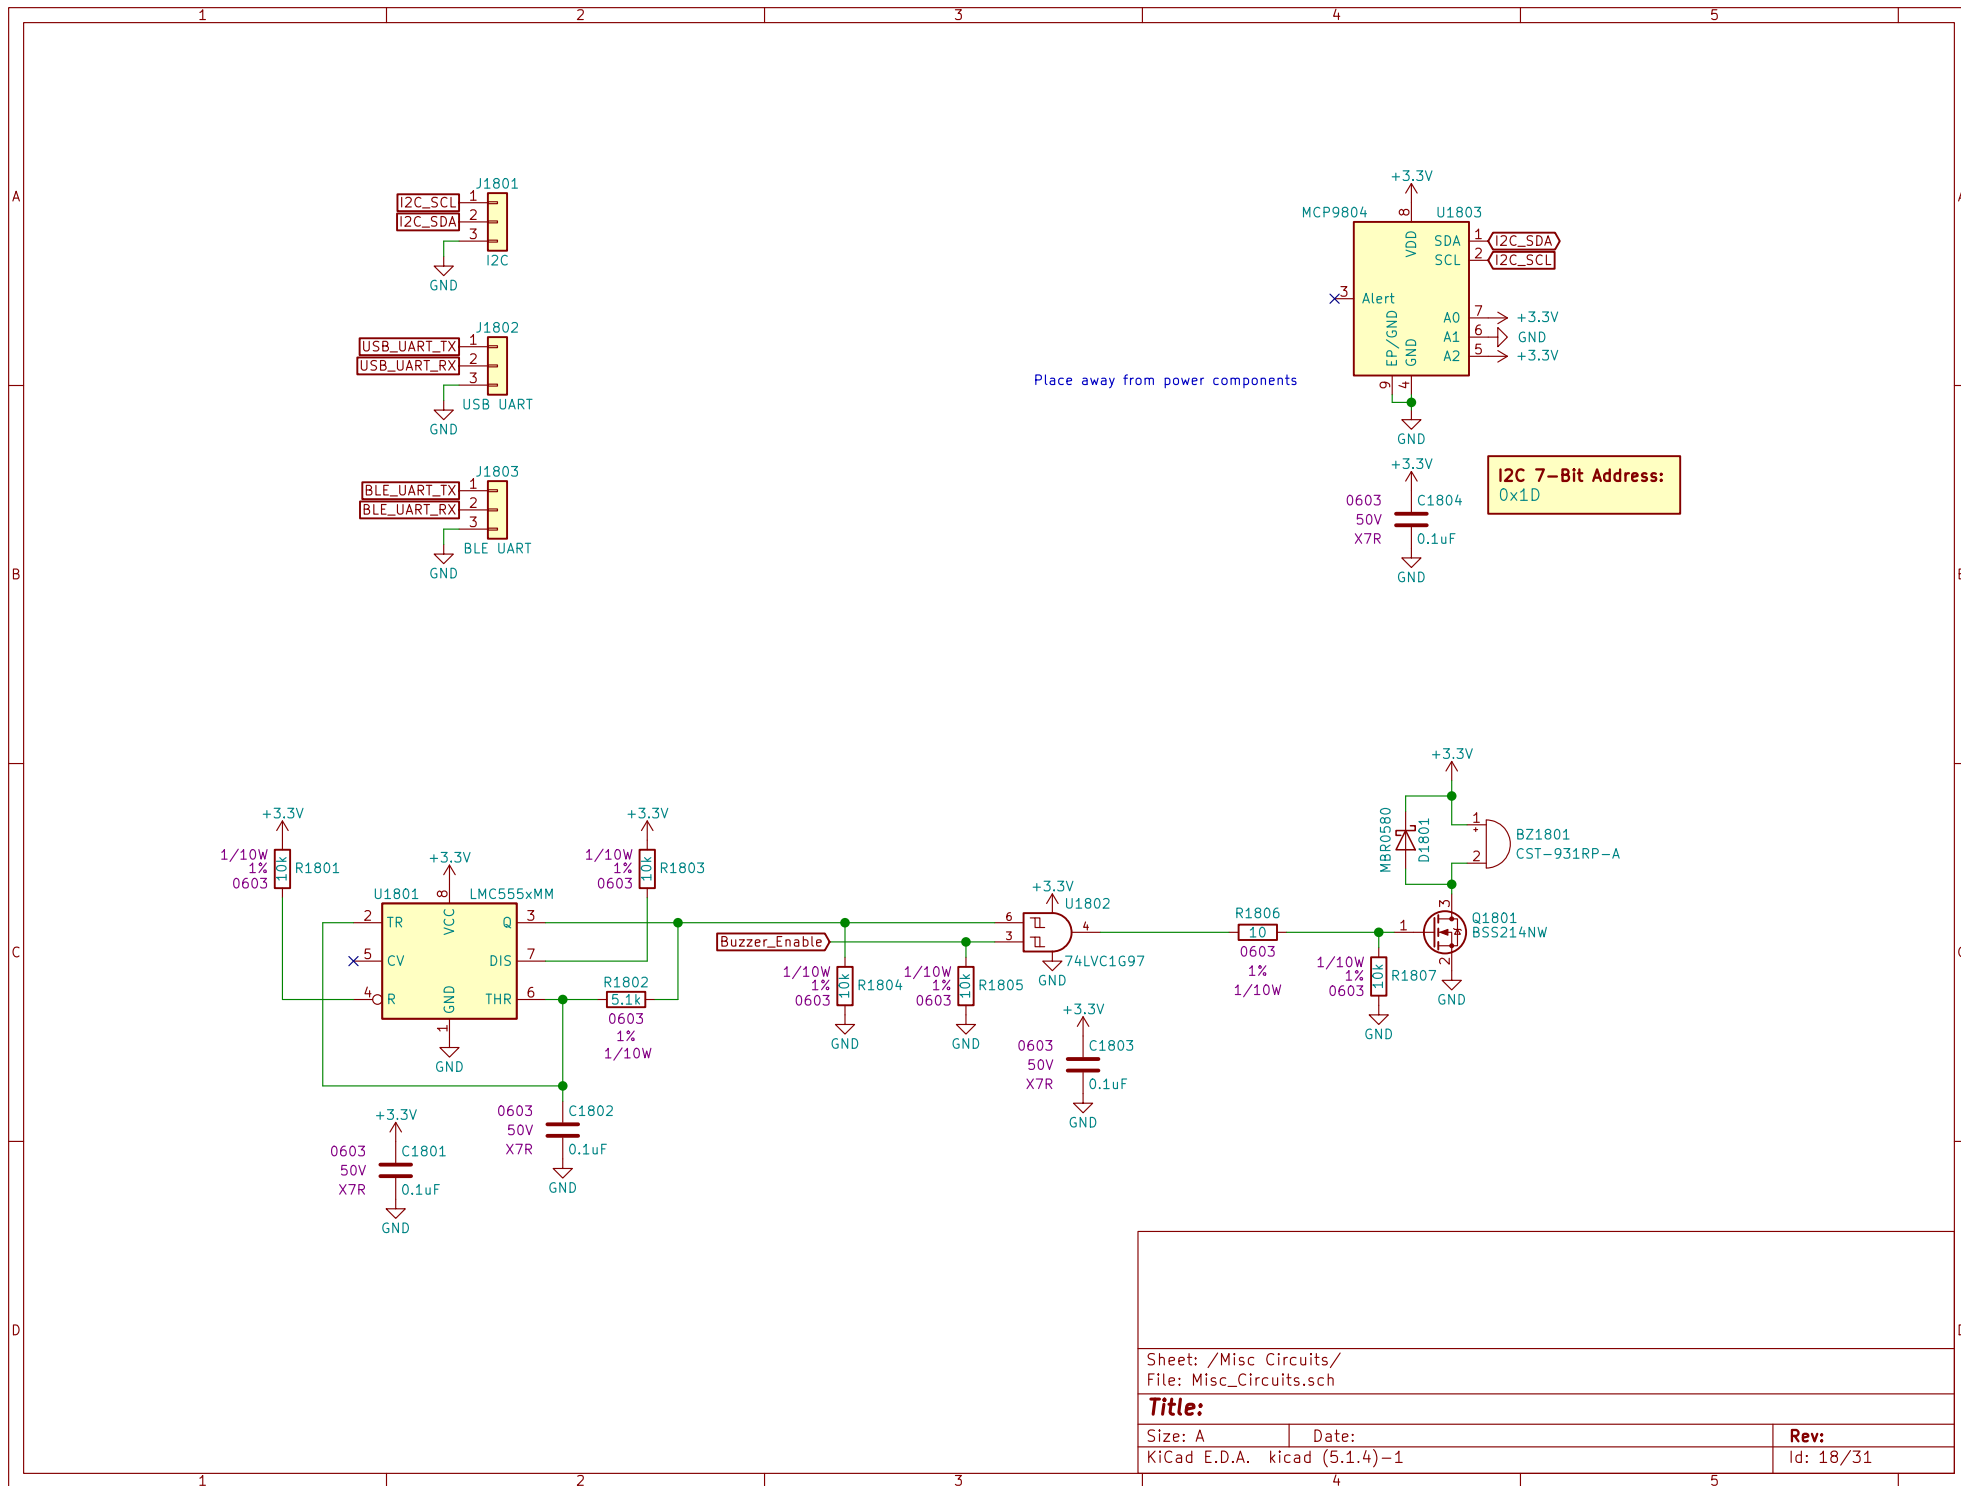 1 2 3 4 5
A
B
C
D
J1801
I2C_SCL 1
I2C_SDA 2
3
I2C
GND
J1802
USB_UART_TX 1
USB_UART_RX 2
3
USB UART
GND
J1803
BLE_UART_TX 1
BLE_UART_RX 2
3
BLE UART
GND
+3.3V
MCP9804 8 U1803
VDD
SDA 1 I2C_SDA
SCL 2 I2C_SCL
3 Alert
A0 7 +3.3V
A1 6 GND
A2 5 +3.3V
EP/GND
GND
9 4
GND
Place away from power components
+3.3V
0603 C1804
50V
X7R 0.1uF
GND
I2C 7-Bit Address:
0x1D
+3.3V
1/10W
1% 10k R1801
0603
+3.3V
U1801 8 LMC555xMM
2 TR VCC Q 3
5 CV DIS 7
4 R GND THR 6
1
GND
+3.3V
1/10W
1% 10k R1803
0603
R1802
5.1k
0603
1%
1/10W
+3.3V
0603 C1801
50V
X7R 0.1uF
GND
0603 C1802
50V
X7R 0.1uF
GND
Buzzer_Enable
1/10W
1% 10k R1804
0603
GND
1/10W
1% 10k R1805
0603
GND
+3.3V
U1802
6
3
4
74LVC1G97
GND
+3.3V
0603 C1803
50V
X7R 0.1uF
GND
R1806
10
0603
1%
1/10W
1/10W
1% 10k R1807
0603
GND
+3.3V
MBR0580
D1801
1
+
2
BZ1801
CST-931RP-A
3
1
2
Q1801
BSS214NW
GND
Sheet: /Misc Circuits/
File: Misc_Circuits.sch
Title:
Size: A Date: Rev:
KiCad E.D.A. kicad (5.1.4)-1 Id: 18/31
1 2 3 4 5